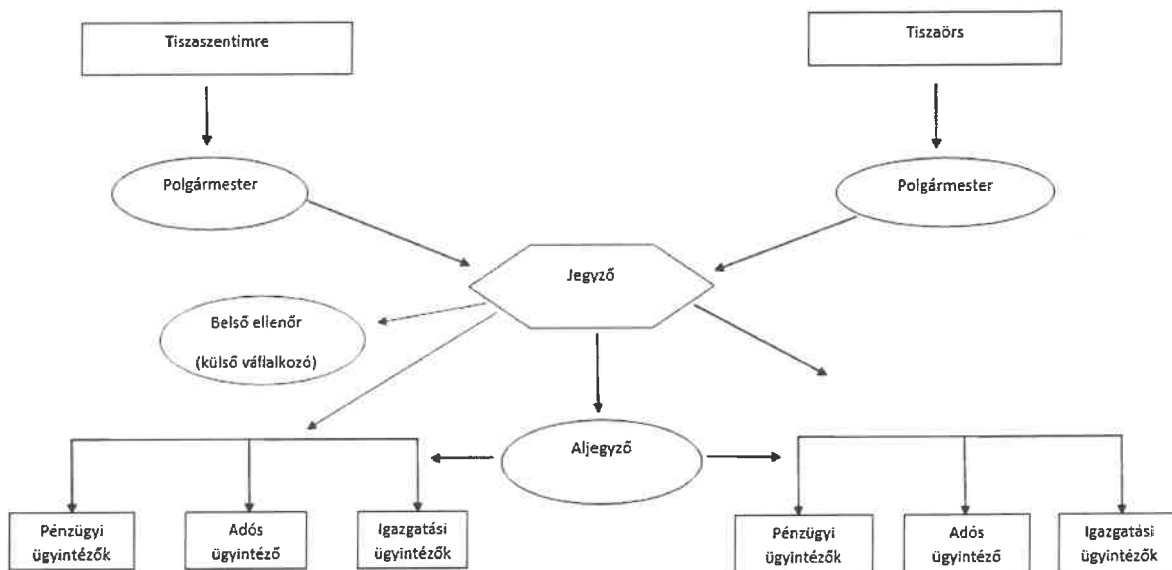 Tiszaszentimre
Tiszaörs
Polgármester
Polgármester
Jegyző
Belső ellenőr
(külső vállalkozó)
Aljegyző
Pénzügyi
ügyintézők
Adós
ügyintéző
Igazgatási
ügyintézők
Pénzügyi
ügyintézők
Adós
ügyintéző
Igazgatási
ügyintézők